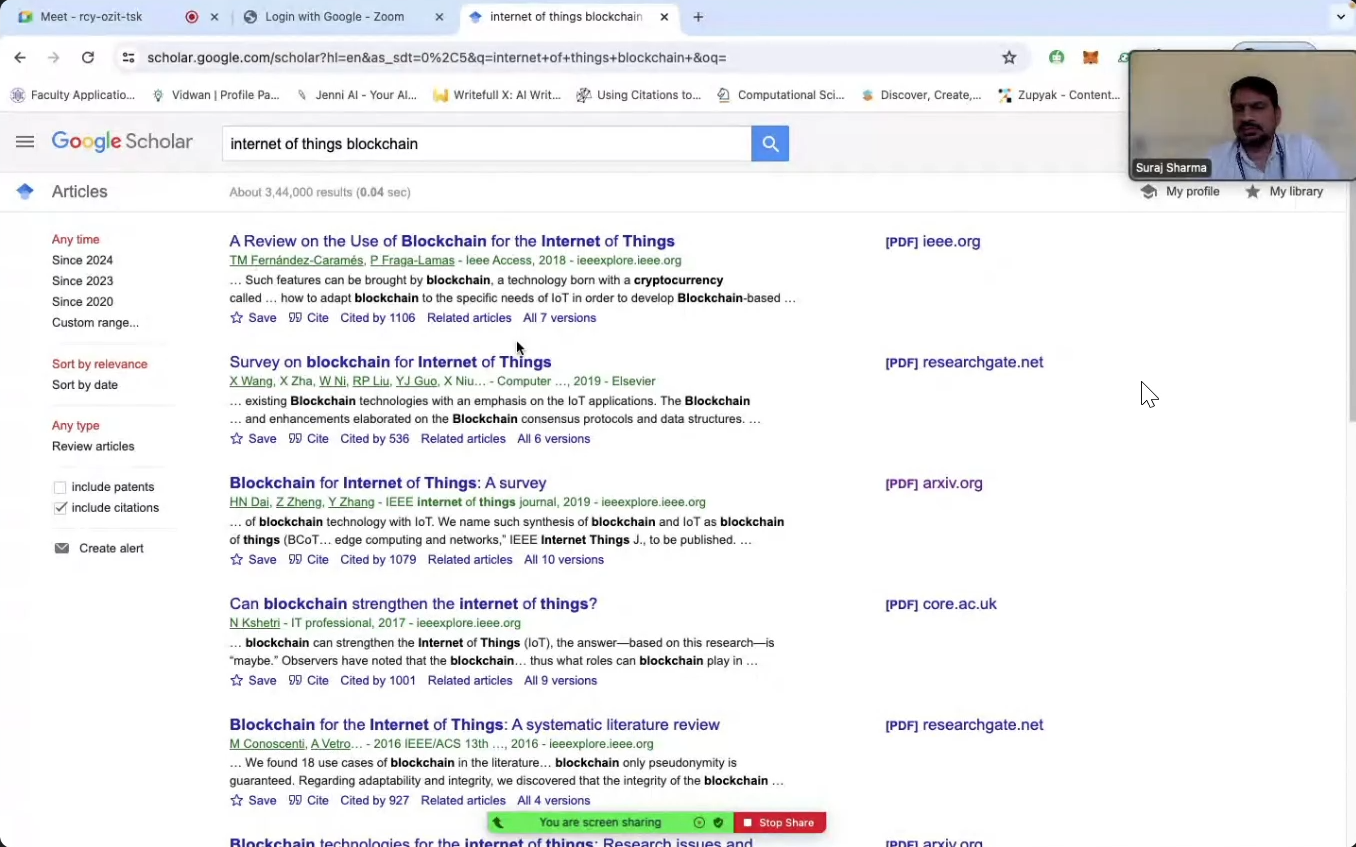 Meet - rcy-ozit-tsk
Login with Google - Zoom
internet of things blockchain
scholar.google.com/scholar?hl=en&as_sdt=0%2C5&q=internet+of+things+blockchain+&oq=
Faculty Applicatio...
Vidwan | Profile Pa...
Jenni AI - Your AI...
Writefull X: AI Writ...
Using Citations to...
Computational Sci...
Discover, Create,...
Zupyak - Content...
Suraj Sharma
Google Scholar
internet of things blockchain
Articles
About 3,44,000 results (0.04 sec)
My profile
My library
Any time
Since 2024
Since 2023
Since 2020
Custom range...
Sort by relevance
Sort by date
Any type
Review articles
include patents
include citations
Create alert
A Review on the Use of Blockchain for the Internet of Things
[PDF] ieee.org
TM Fernández-Caramés, P Fraga-Lamas - Ieee Access, 2018 - ieeexplore.ieee.org
... Such features can be brought by blockchain, a technology born with a cryptocurrency
called ... how to adapt blockchain to the specific needs of IoT in order to develop Blockchain-based ...
Save Cite Cited by 1106 Related articles All 7 versions
Survey on blockchain for Internet of Things
[PDF] researchgate.net
X Wang, X Zha, W Ni, RP Liu, YJ Guo, X Niu... - Computer ..., 2019 - Elsevier
... existing Blockchain technologies with an emphasis on the IoT applications. The Blockchain
... and enhancements elaborated on the Blockchain consensus protocols and data structures. ...
Save Cite Cited by 536 Related articles All 6 versions
Blockchain for Internet of Things: A survey
[PDF] arxiv.org
HN Dai, Z Zheng, Y Zhang - IEEE internet of things journal, 2019 - ieeexplore.ieee.org
... of blockchain technology with IoT. We name such synthesis of blockchain and IoT as blockchain
of things (BCoT... edge computing and networks,” IEEE Internet Things J., to be published. ...
Save Cite Cited by 1079 Related articles All 10 versions
Can blockchain strengthen the internet of things?
[PDF] core.ac.uk
N Kshetri - IT professional, 2017 - ieeexplore.ieee.org
... blockchain can strengthen the Internet of Things (IoT), the answer—based on this research—is
“maybe.” Observers have noted that the blockchain... thus what roles can blockchain play in ...
Save Cite Cited by 1001 Related articles All 9 versions
Blockchain for the Internet of Things: A systematic literature review
[PDF] researchgate.net
M Conoscenti, A Vetro... - 2016 IEEE/ACS 13th ..., 2016 - ieeexplore.ieee.org
... We found 18 use cases of blockchain in the literature... blockchain only pseudonymity is
guaranteed. Regarding adaptability and integrity, we discovered that the integrity of the blockchain ...
Save Cite Cited by 927 Related articles All 4 versions
You are screen sharing
Stop Share
Blockchain technologies for the internet of things: Research issues and
[PDF] arxiv.org